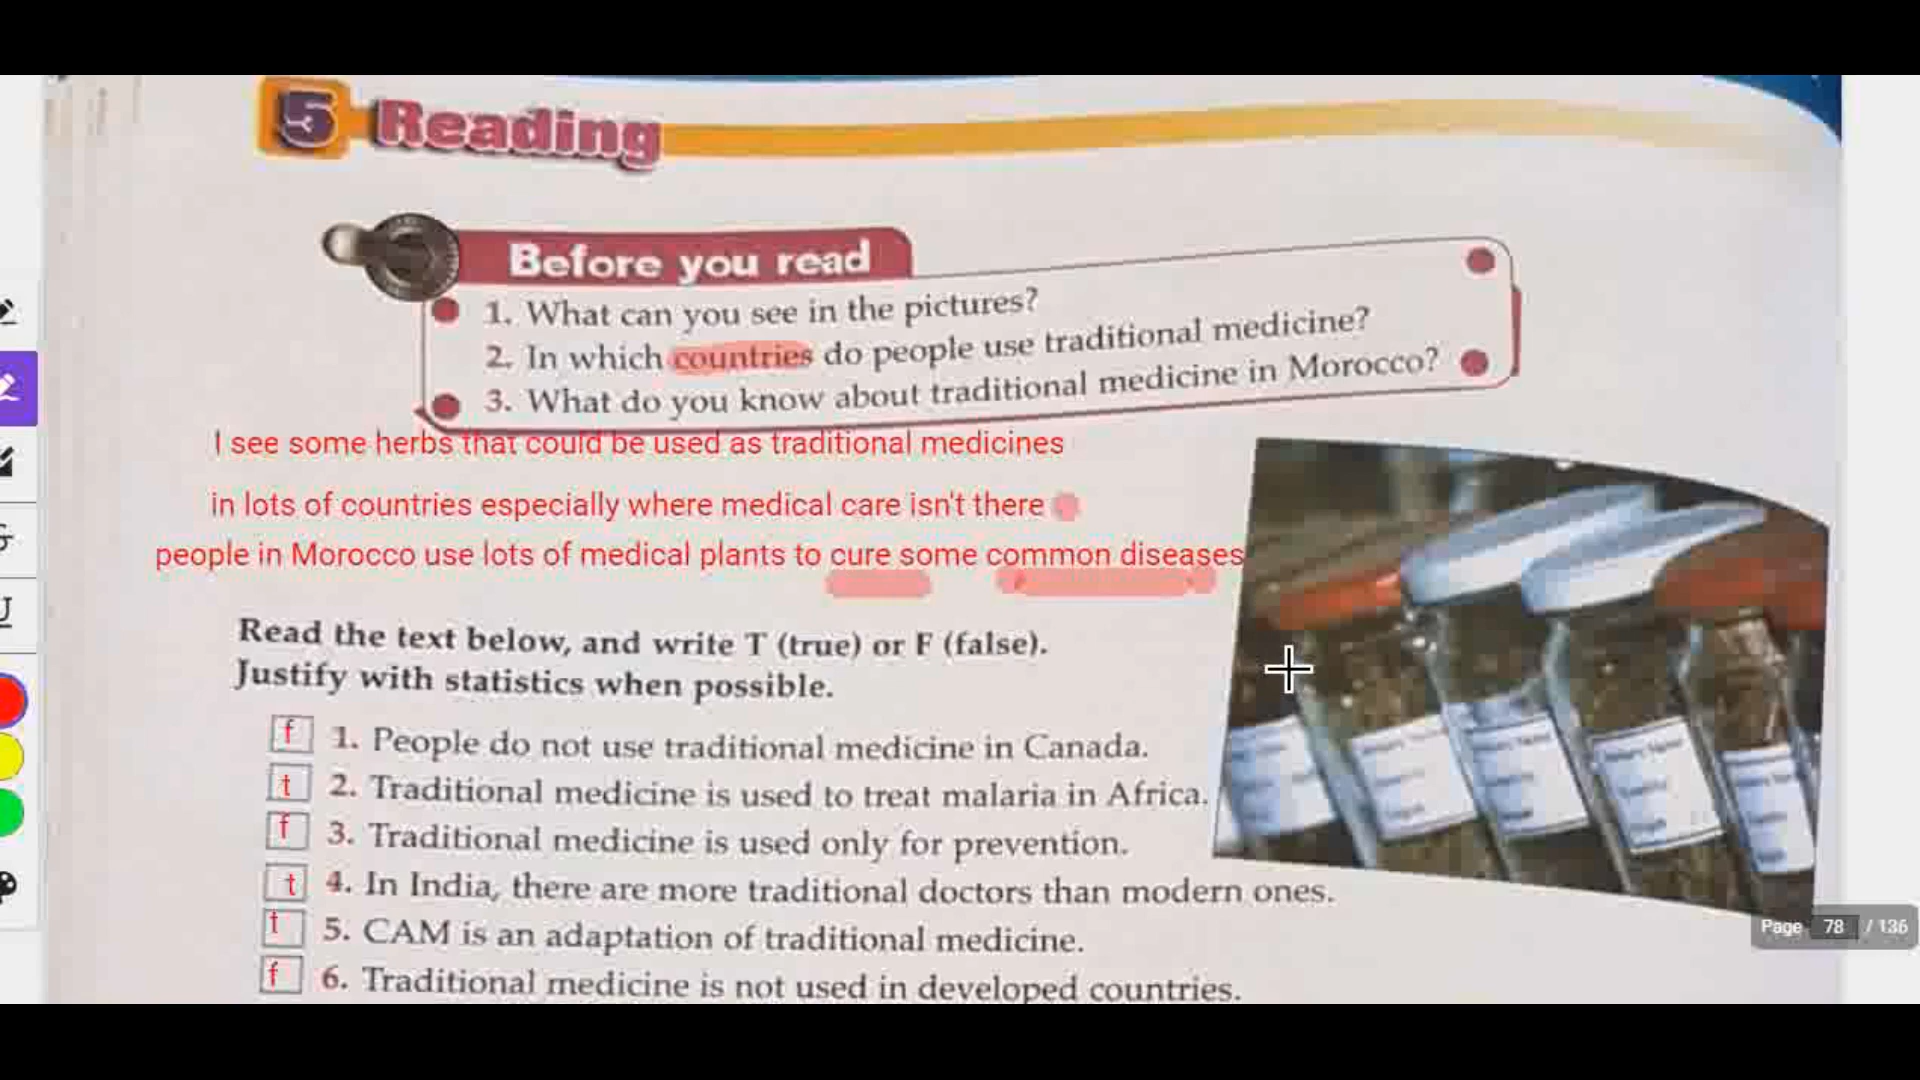 5 Reading
Before you read
1. What can you see in the pictures?
2. In which countries do people use traditional medicine?
3. What do you know about traditional medicine in Morocco?
I see some herbs that could be used as traditional medicines
in lots of countries especially where medical care isn't there
people in Morocco use lots of medical plants to cure some common diseases
Read the text below, and write T (true) or F (false).
Justify with statistics when possible.
f 1. People do not use traditional medicine in Canada.
t 2. Traditional medicine is used to treat malaria in Africa.
f 3. Traditional medicine is used only for prevention.
t 4. In India, there are more traditional doctors than modern ones.
t 5. CAM is an adaptation of traditional medicine.
f 6. Traditional medicine is not used in developed countries.
Page 78 / 136